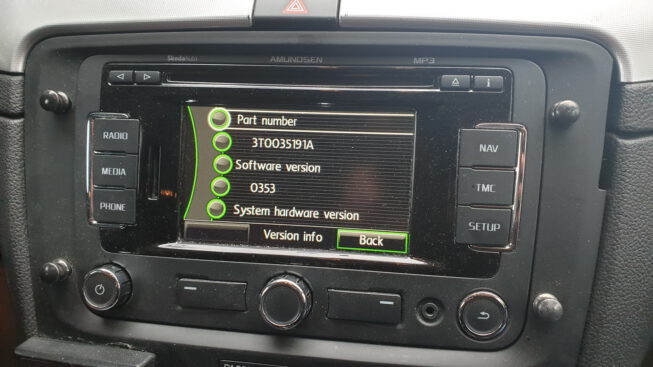 SkodaAuto
AMUNDSEN
MP3
i
RADIO
MEDIA
PHONE
Part number
3T0035191A
Software version
0353
System hardware version
Version info
Back
NAV
TMC
SETUP